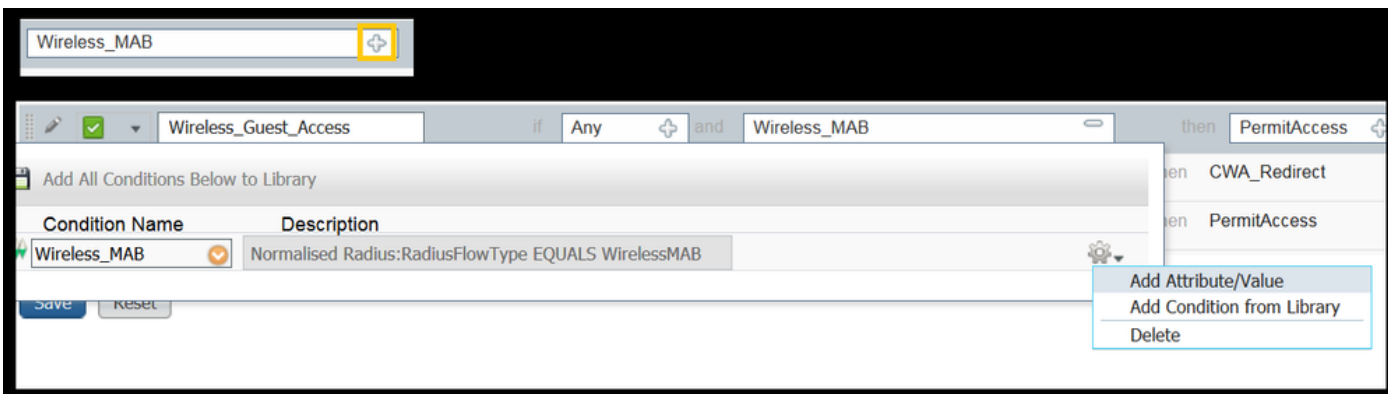 Wireless_MAB
Wireless_Guest_Access if Any and Wireless_MAB then PermitAccess
Add All Conditions Below to Library
CWA_Redirect
Condition Name Description
PermitAccess
Wireless_MAB Normalised Radius:RadiusFlowType EQUALS WirelessMAB
Add Attribute/Value
Save Reset
Add Condition from Library
Delete